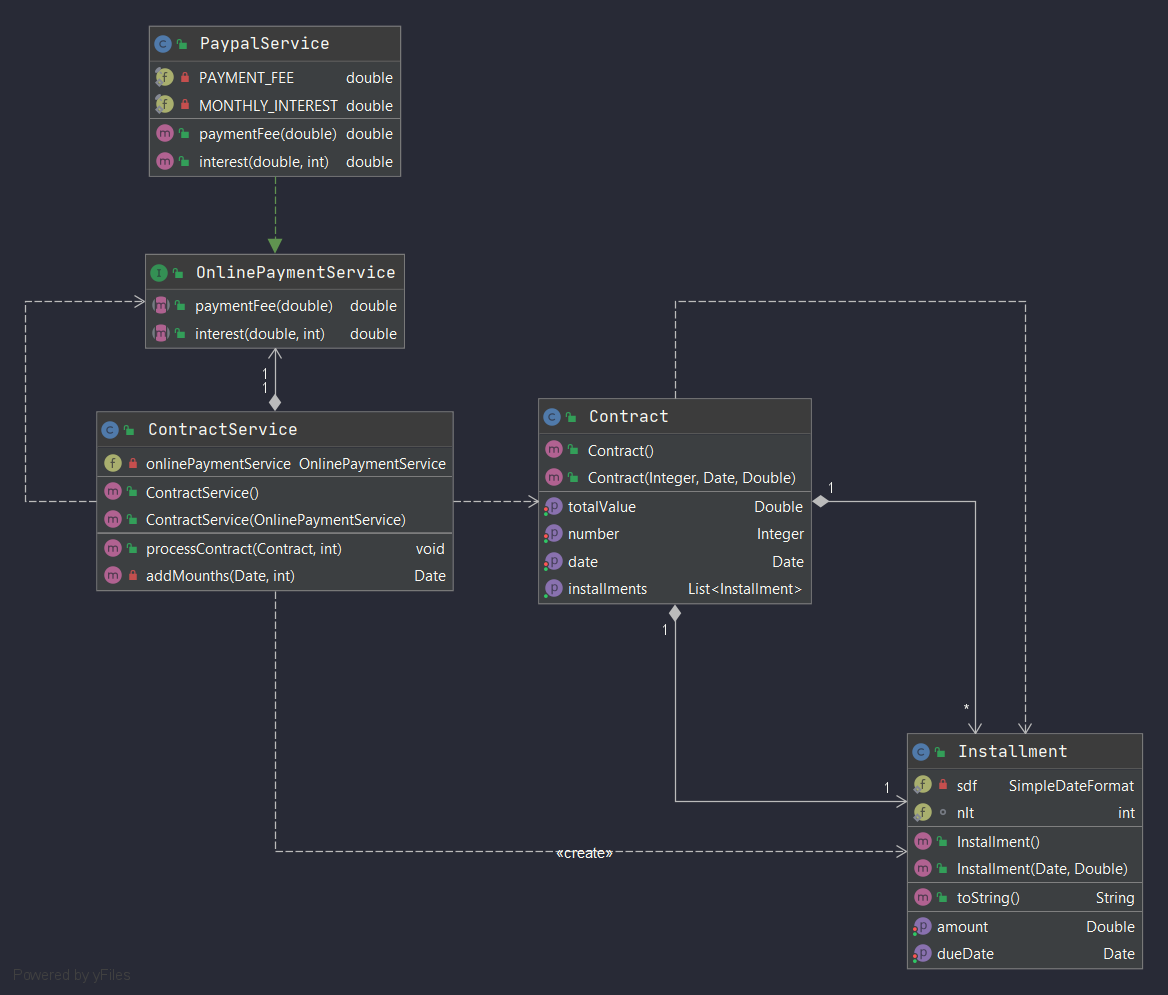 PaypalService
PAYMENT_FEE double
MONTHLY_INTEREST double
paymentFee(double) double
interest(double, int) double
OnlinePaymentService
paymentFee(double) double
interest(double, int) double
1
1
ContractService
onlinePaymentService OnlinePaymentService
ContractService()
ContractService(OnlinePaymentService)
processContract(Contract, int) void
addMounths(Date, int) Date
Contract
Contract()
Contract(Integer, Date, Double)
totalValue Double
number Integer
date Date
installments List<Installment>
1
1
*
1
«create»
Installment
sdf SimpleDateFormat
nIt int
Installment()
Installment(Date, Double)
toString() String
amount Double
dueDate Date
Powered by yFiles